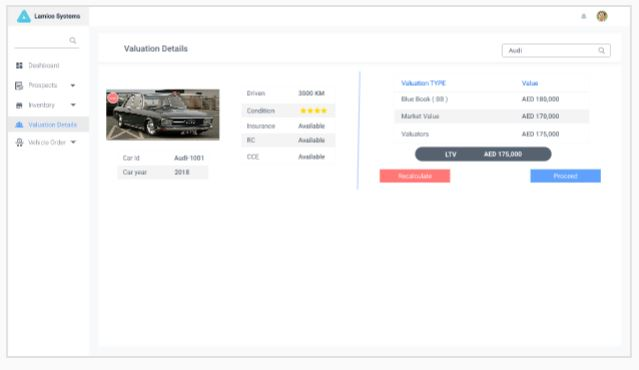 Lamico Systems
Dashboard
Prospects
Inventory
Valuation Details
Vehicle Order
Valuation Details
Audi
Car Id Audi-1001
Car year 2018
Driven 3000 KM
Condition
Insurance Available
RC Available
CCE Available
Valuation TYPE Value
Blue Book ( BB ) AED 180,000
Market Value AED 170,000
Valuators AED 175,000
LTV AED 175,000
Recalculate Proceed